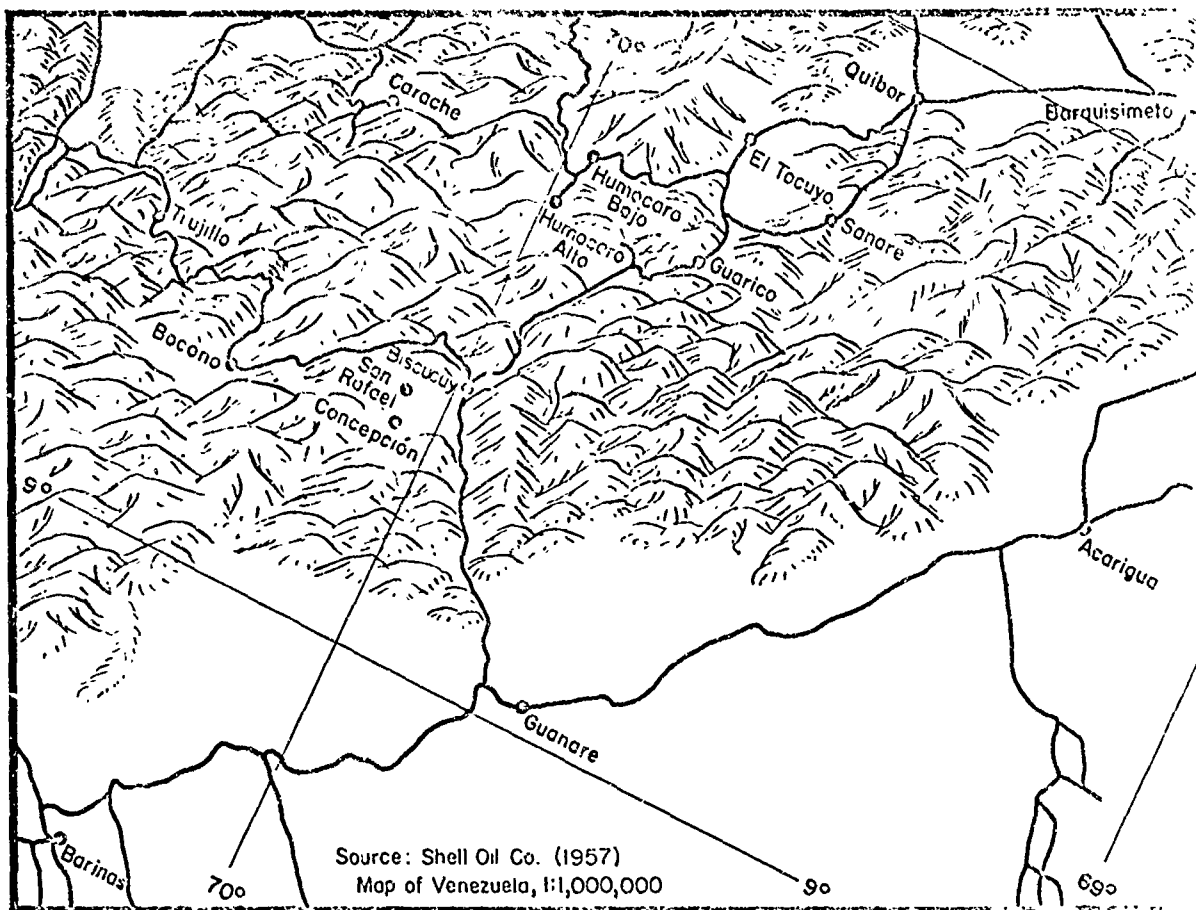 70°
Quibor
Carache
Barquisimeto
El Tocuyo
Humocaro
Bajo
Trujillo
Humocaro
Alto
Sanare
Guarico
Bocono
Biscucuy
San
Rafael
Concepción
9°
Acarigua
Guanare
Barinas
Source: Shell Oil Co. (1957)
Map of Venezuela, 1:1,000,000
70°
9°
69°